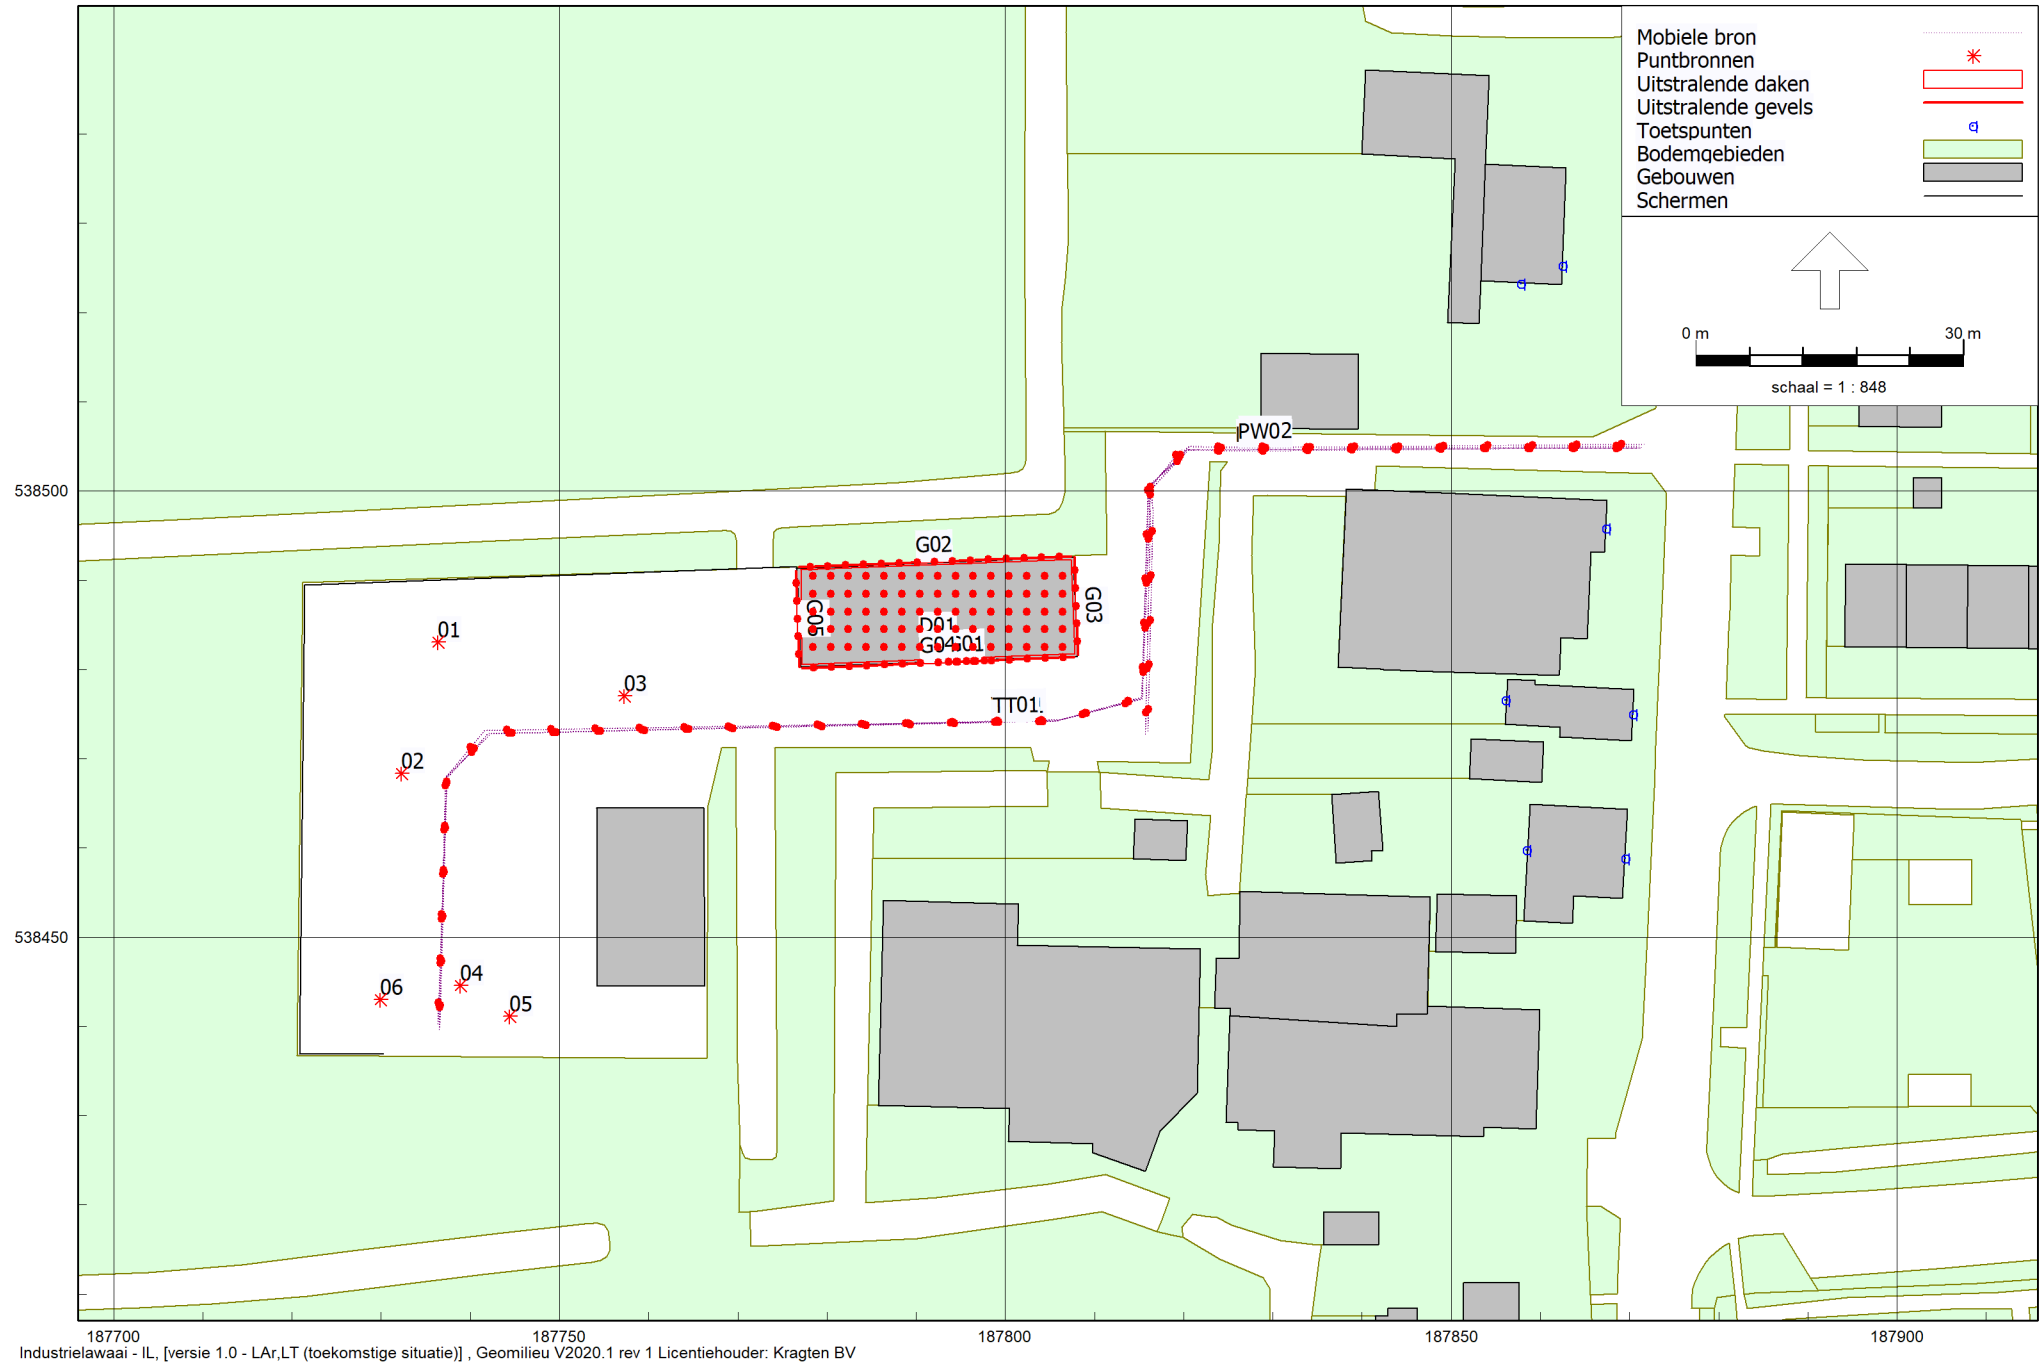 Mobiele bron
Puntbronnen
Uitstralende daken
Uitstralende gevels
Toetspunten
Bodemgebieden
Gebouwen
Schermen
0 m 30 m
schaal = 1 : 848
PW02
538500
G02
G03
G05
D01
G04
01
03
TT01
02
538450
06
04
05
187700 187750 187800 187850 187900
Industrielawaai - IL, [versie 1.0 - LAr,LT (toekomstige situatie)] , Geomilieu V2020.1 rev 1 Licentiehouder: Kragten BV